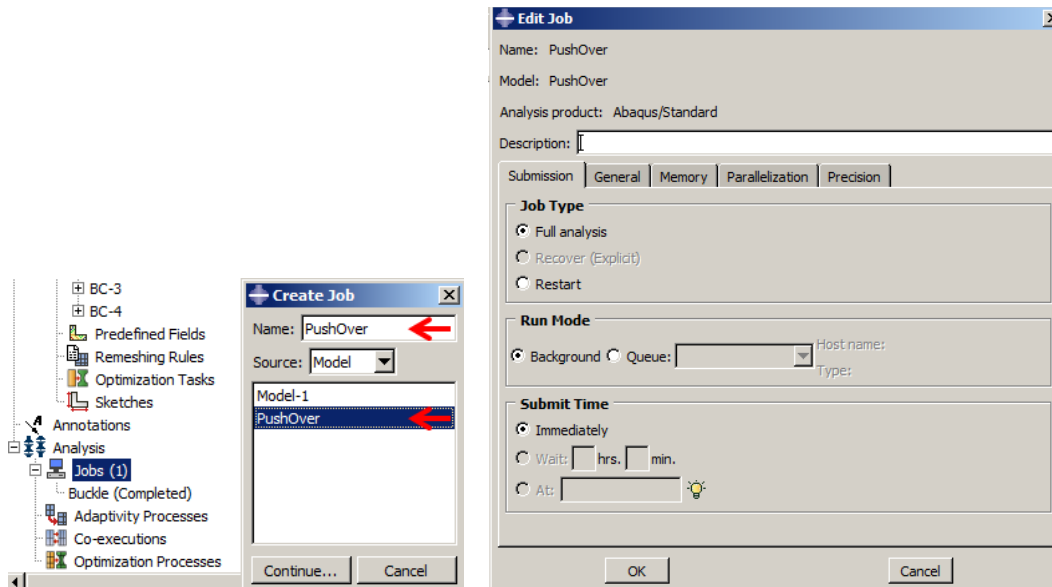 BC-3
BC-4
Predefined Fields
Remeshing Rules
Optimization Tasks
Sketches
Annotations
Analysis
Jobs (1)
Buckle (Completed)
Adaptivity Processes
Co-executions
Optimization Processes
Create Job
Name: PushOver
Source: Model
Model-1
PushOver
Continue... Cancel
Edit Job
Name: PushOver
Model: PushOver
Analysis product: Abaqus/Standard
Description:
Submission General Memory Parallelization Precision
Job Type
Full analysis
Recover (Explicit)
Restart
Run Mode
Background Queue: Host name:
Type:
Submit Time
Immediately
Wait: hrs. min.
At:
OK Cancel